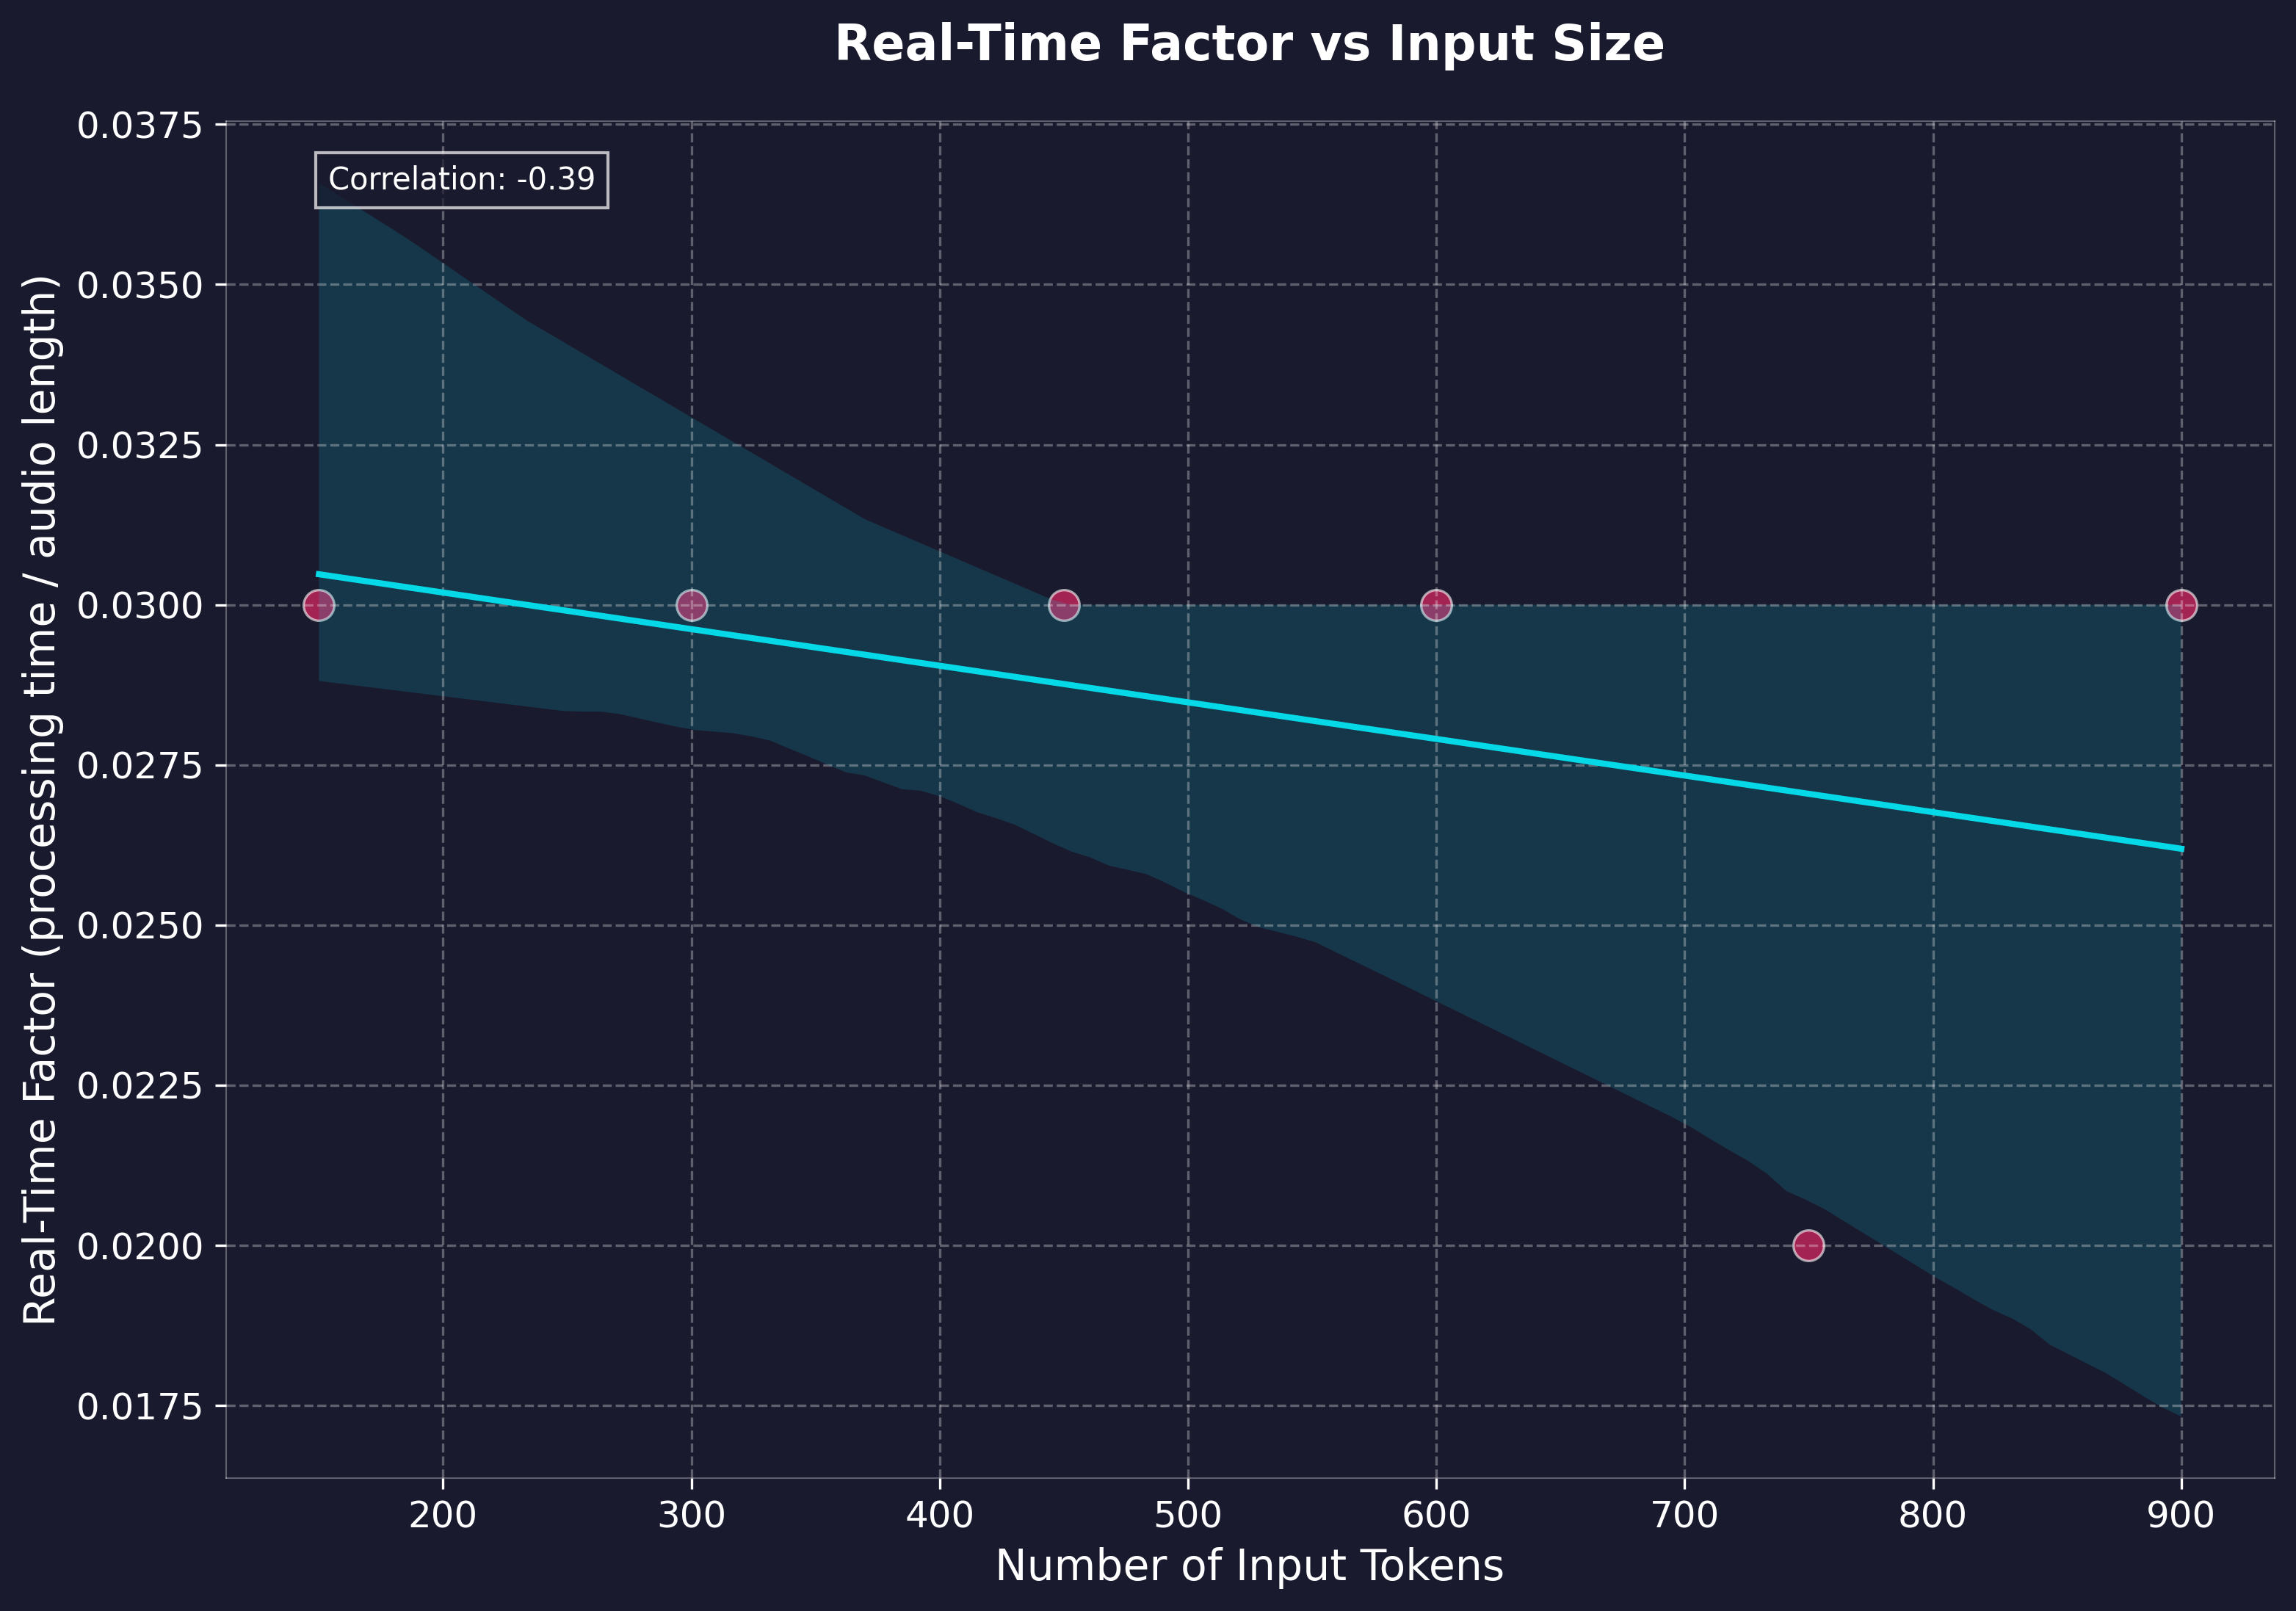 Real-Time Factor vs Input Size
Correlation: -0.39
Real-Time Factor (processing time / audio length)
0.0375
0.0350
0.0325
0.0300
0.0275
0.0250
0.0225
0.0200
0.0175
200 300 400 500 600 700 800 900
Number of Input Tokens